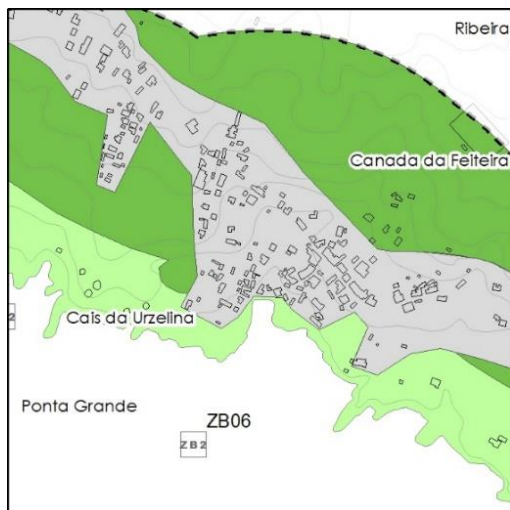 Ribeira
Canada da Feiteira
Cais da Urzelina
Ponta Grande
ZB06
ZB2